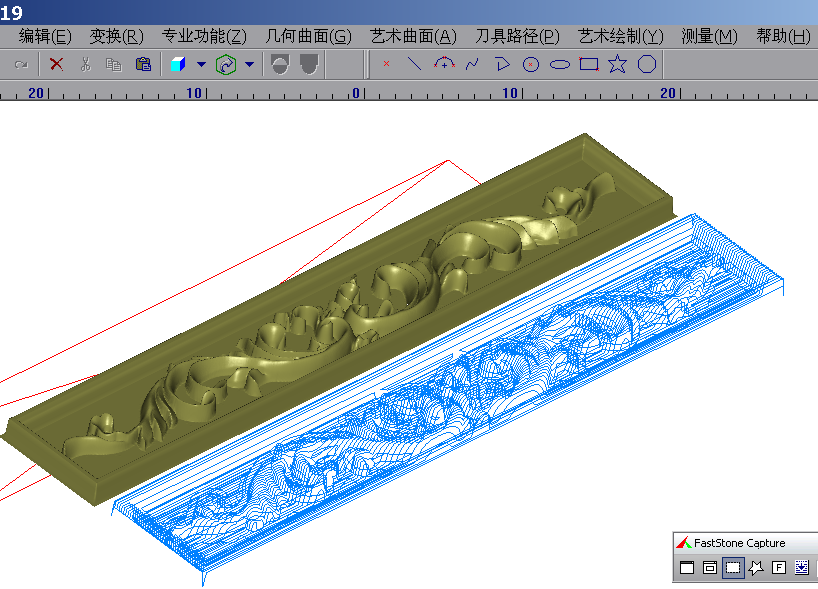 19
编辑(E) 变换(R) 专业功能(Z) 几何曲面(G) 艺术曲面(A) 刀具路径(P) 艺术绘制(Y) 测量(M) 帮助(H)
20 10 0 10 20
FastStone Capture
F